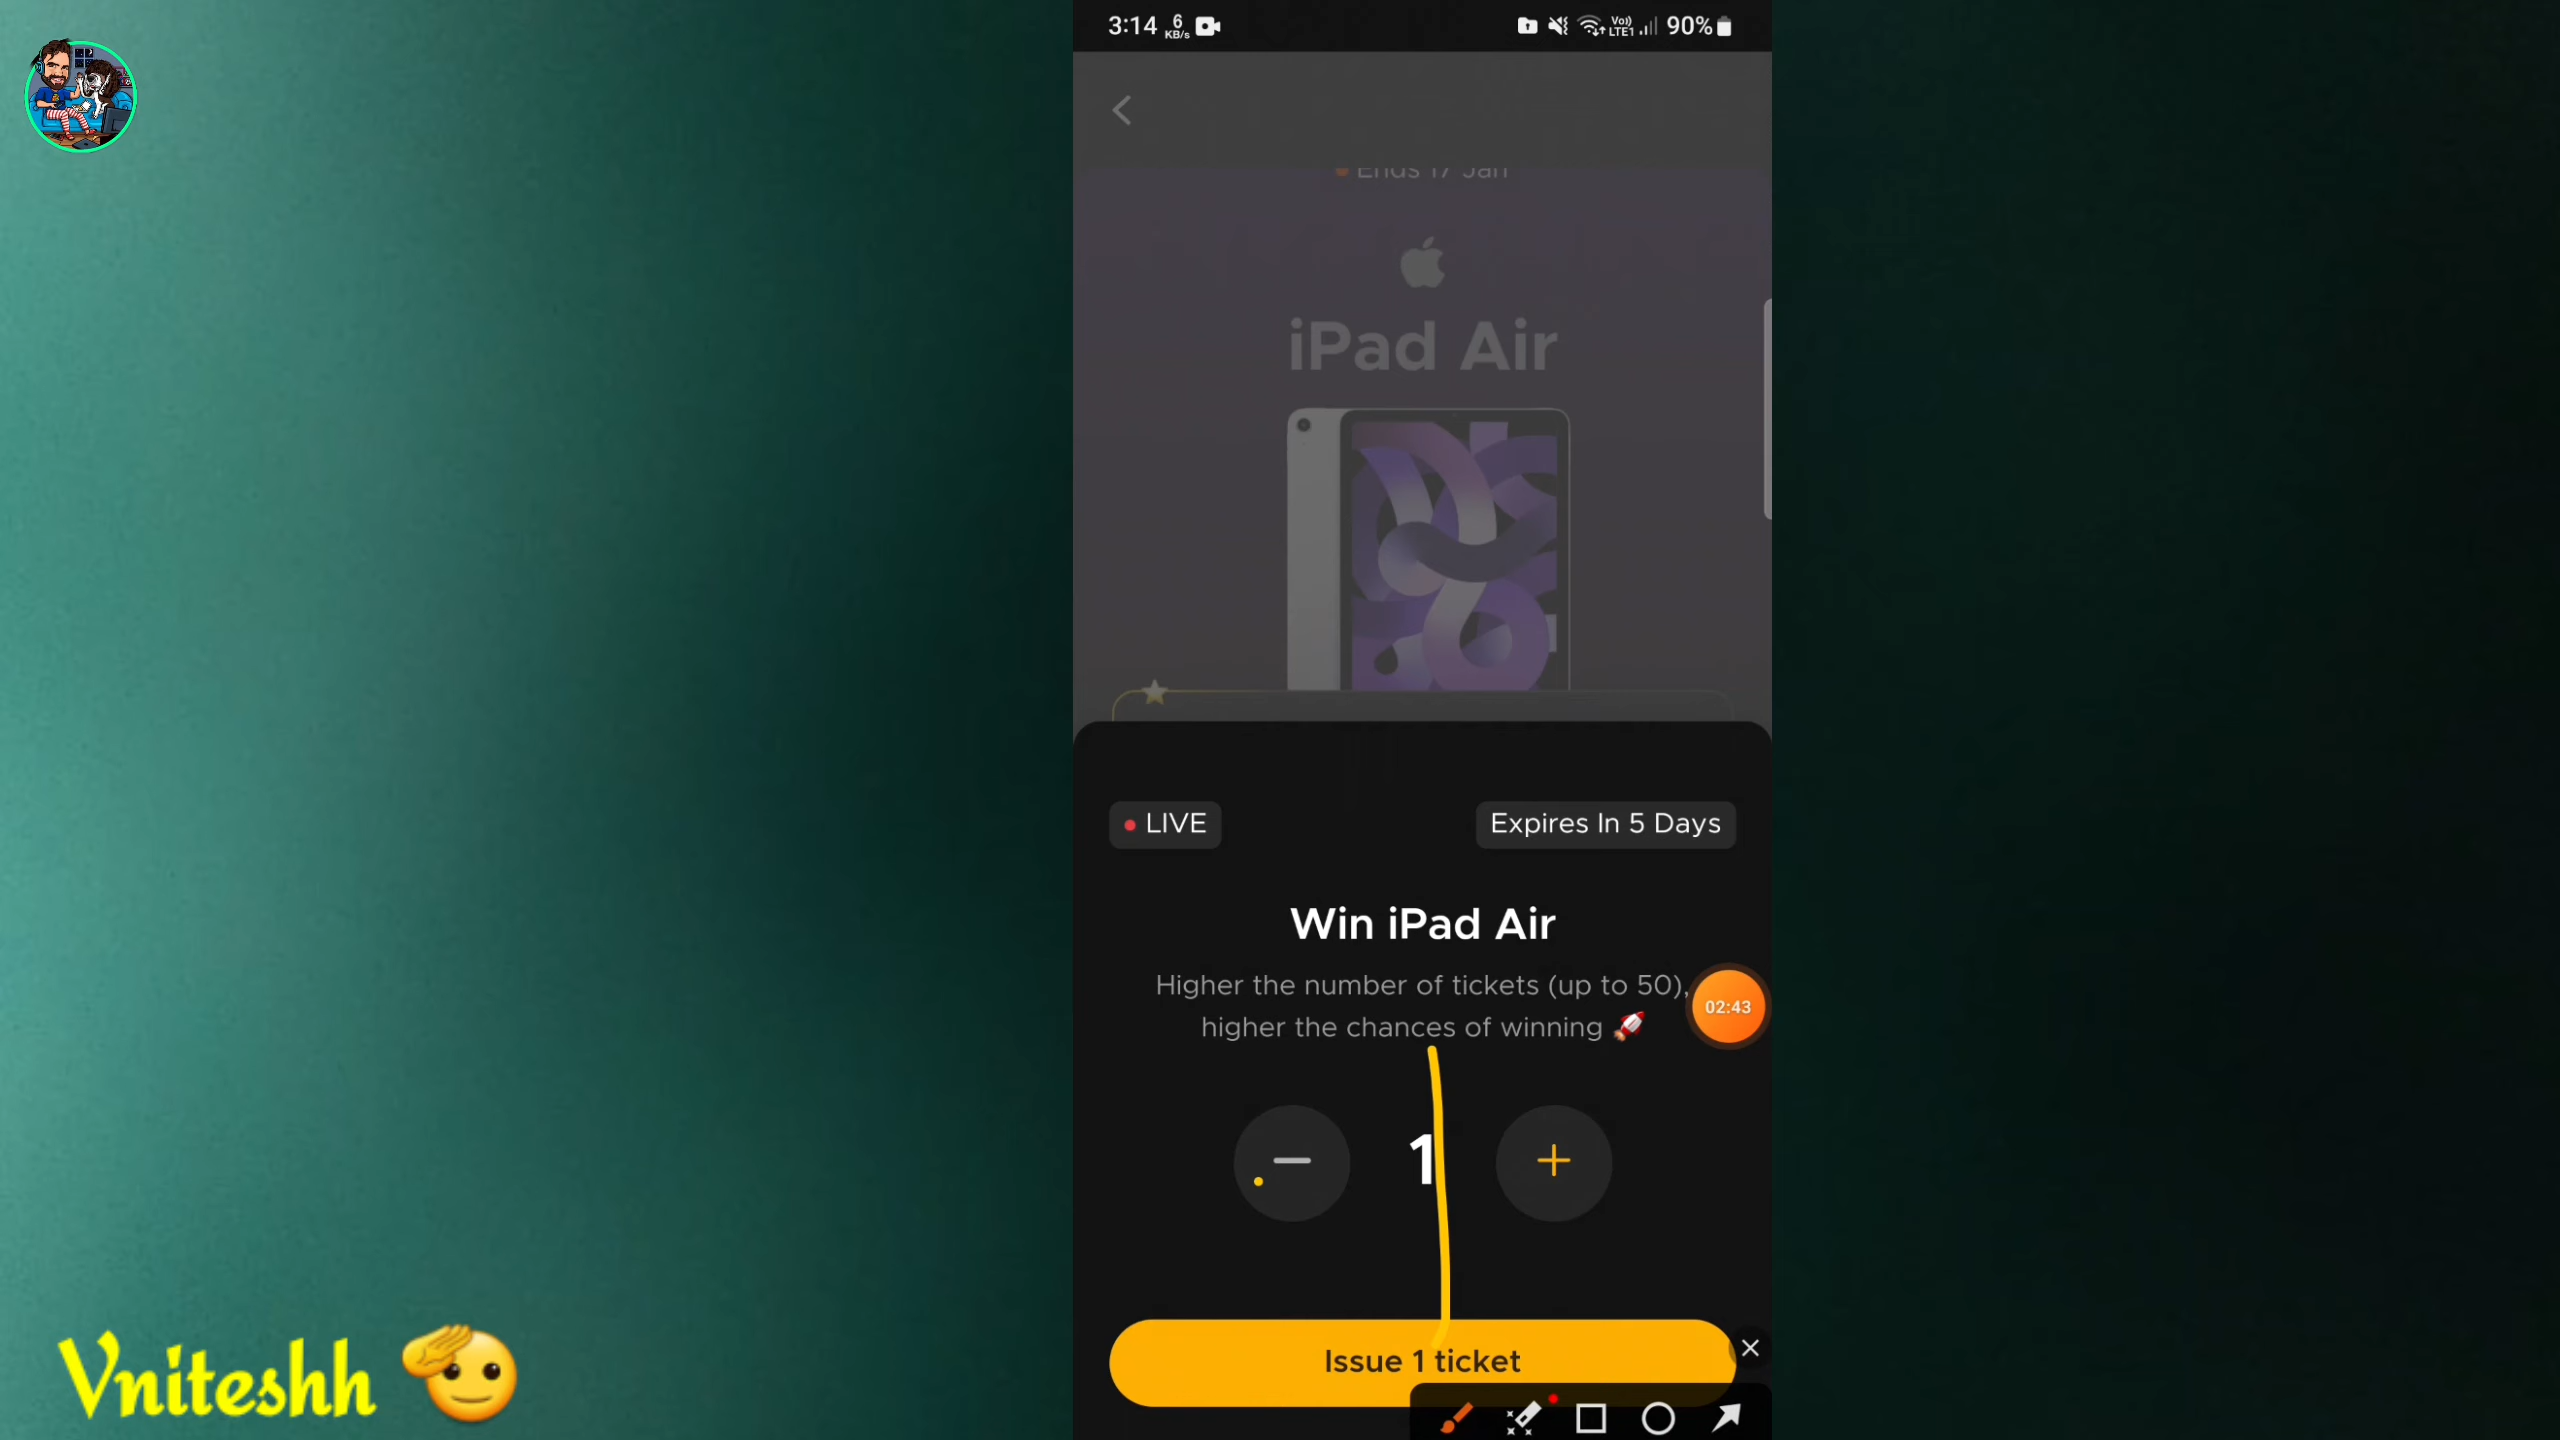 3:14 6 KB/s Vo)) LTE1 90%
Ends 17 Jan
iPad Air
LIVE Expires In 5 Days
Win iPad Air
Higher the number of tickets (up to 50),
higher the chances of winning
02:43
1
Issue 1 ticket
Vniteshh